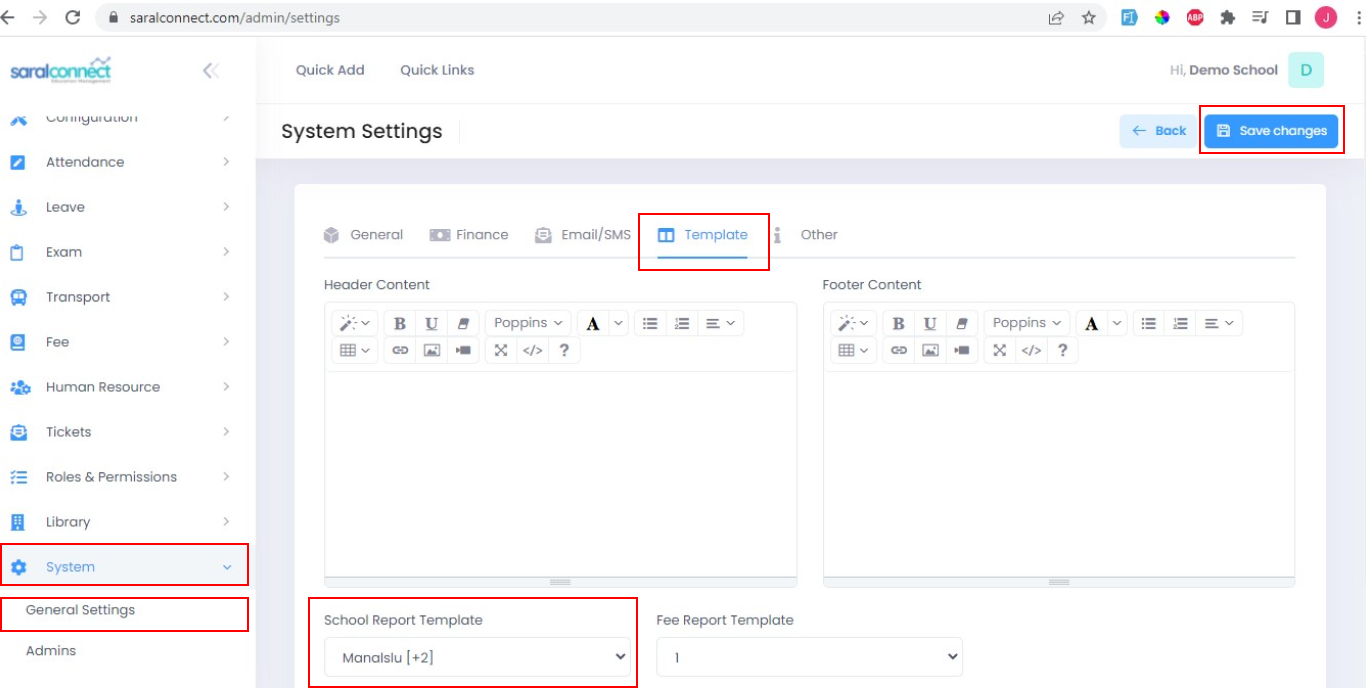 saralconnect.com/admin/settings
ABP
J
saralconnect
Education Management
Quick Add
Quick Links
Hi, Demo School
D
Configuration
System Settings
Back
Save changes
Attendance
Leave
Exam
Transport
Fee
Human Resource
Tickets
Roles & Permissions
Library
System
General Settings
Admins
General
Finance
Email/SMS
Template
Other
Header Content
B U Poppins A
</> ?
Footer Content
B U Poppins A
</> ?
School Report Template
Manalslu [+2]
Fee Report Template
1